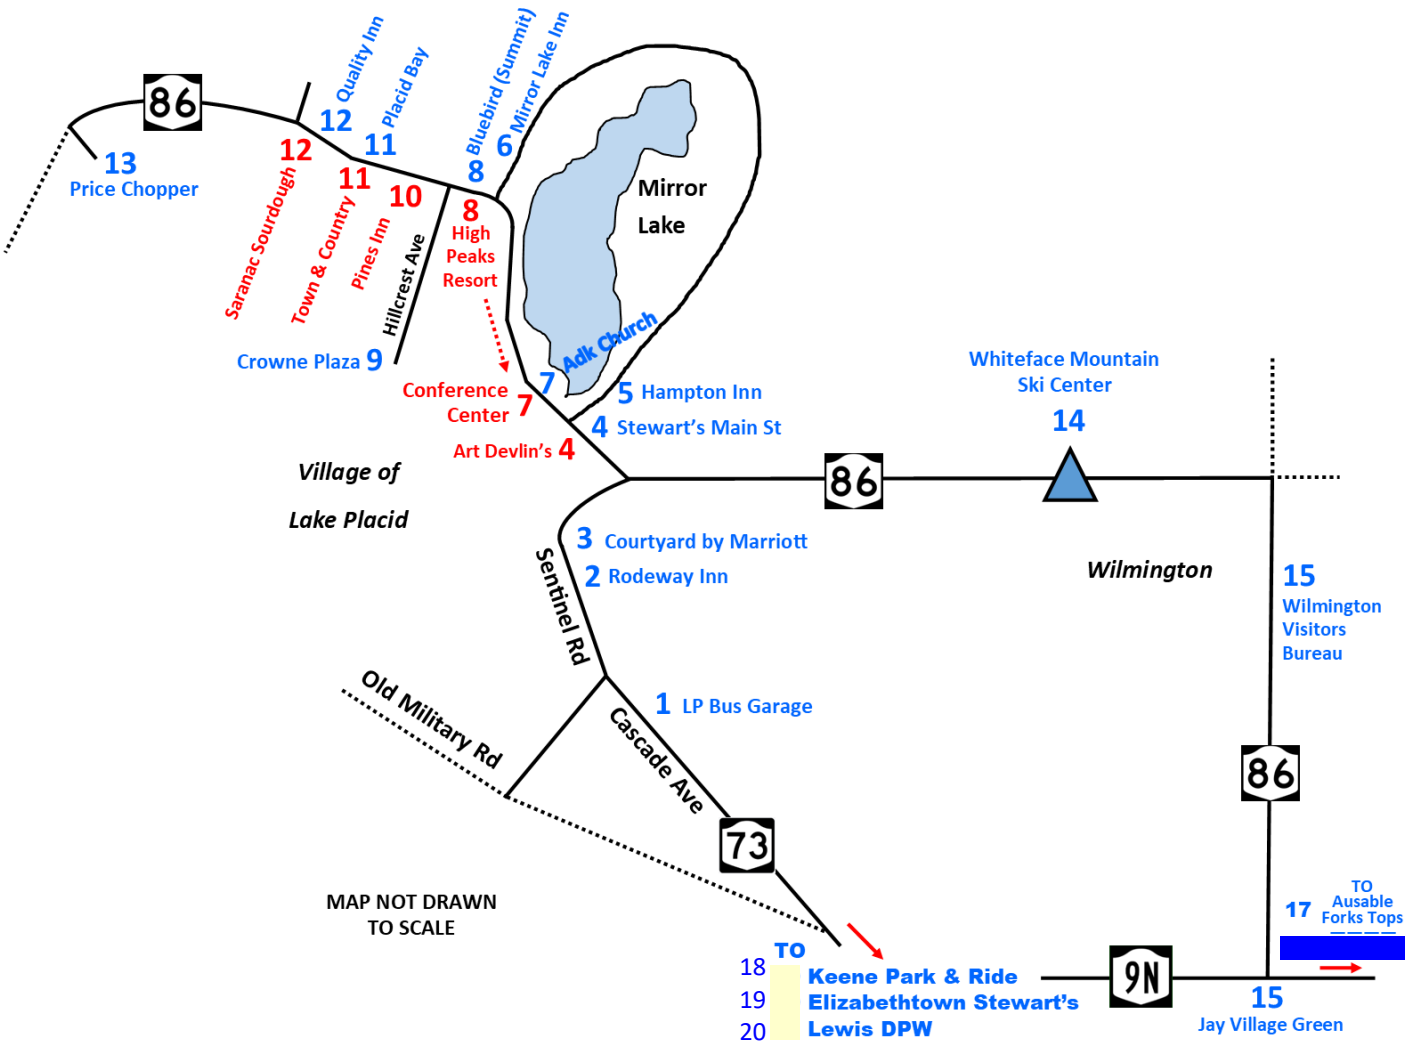 86
12
Quality Inn
11
Placid Bay
8
Bluebird (Summit)
6
Mirror Lake Inn
13
Price Chopper
12
Saranac Sourdough
11
Town & Country
10
Pines Inn
8
High
Peaks
Resort
Hillcrest Ave
Crowne Plaza 9
Mirror
Lake
7
Adk Church
Conference
Center 7
5 Hampton Inn
4 Stewart's Main St
Art Devlin's 4
Village of
Lake Placid
86
Whiteface Mountain
Ski Center
14
3 Courtyard by Marriott
2 Rodeway Inn
Sentinel Rd
Wilmington
15
Wilmington
Visitors
Bureau
Old Military Rd
1 LP Bus Garage
Cascade Ave
73
86
MAP NOT DRAWN
TO SCALE
17
TO
Ausable
Forks Tops
TO
18 Keene Park & Ride
19 Elizabethtown Stewart's
20 Lewis DPW
9N
15
Jay Village Green